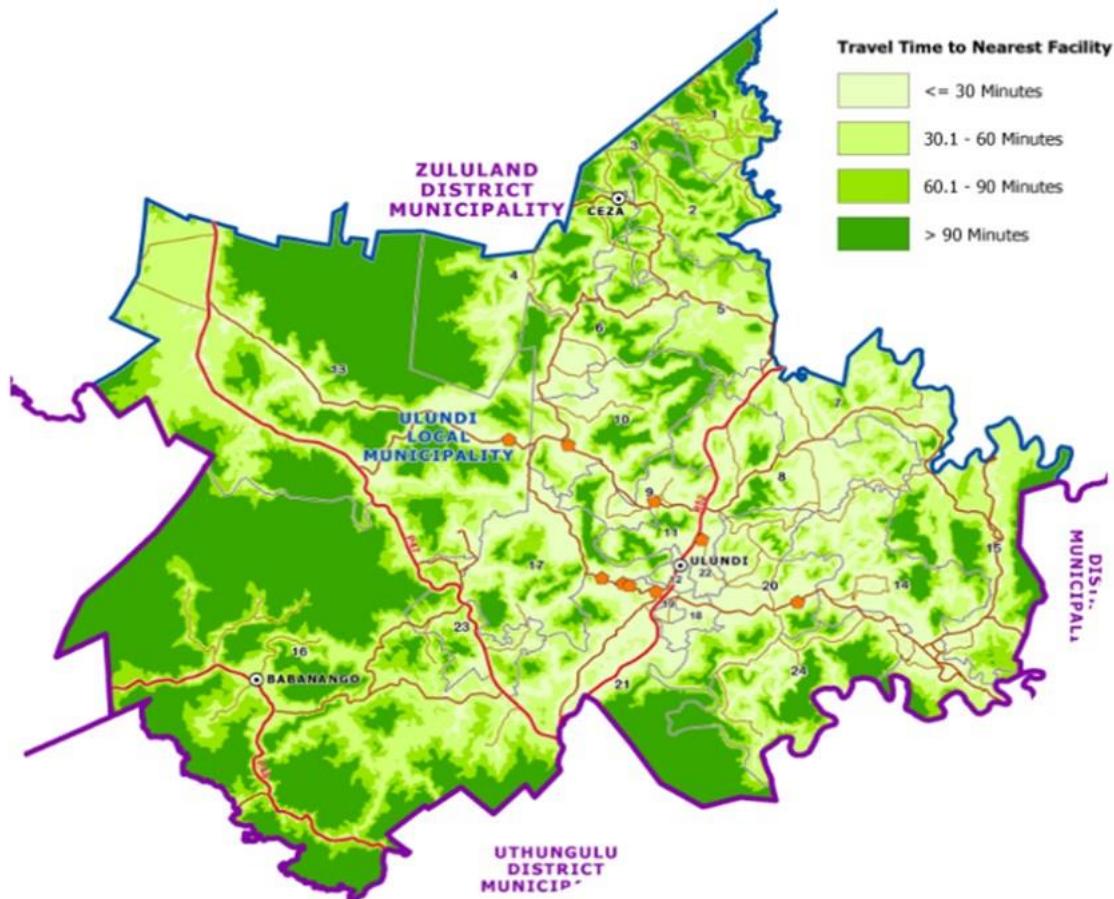 Travel Time to Nearest Facility
<= 30 Minutes
30.1 - 60 Minutes
60.1 - 90 Minutes
> 90 Minutes
1
3
ZULULAND
DISTRICT
MUNICIPALITY
CEZA
2
4
5
6
13
7
10
ULUNDI
LOCAL
MUNICIPALITY
8
9
11
P47
15
17
ULUNDI
22
20
14
19
18
23
16
24
BABANANGO
21
UTHUNGULU
DISTRICT